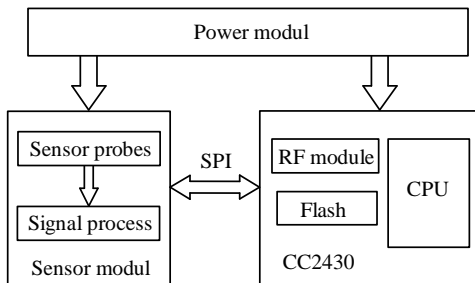 Power modul
Sensor probes
Signal process
Sensor modul
SPI
RF module
Flash
CPU
CC2430